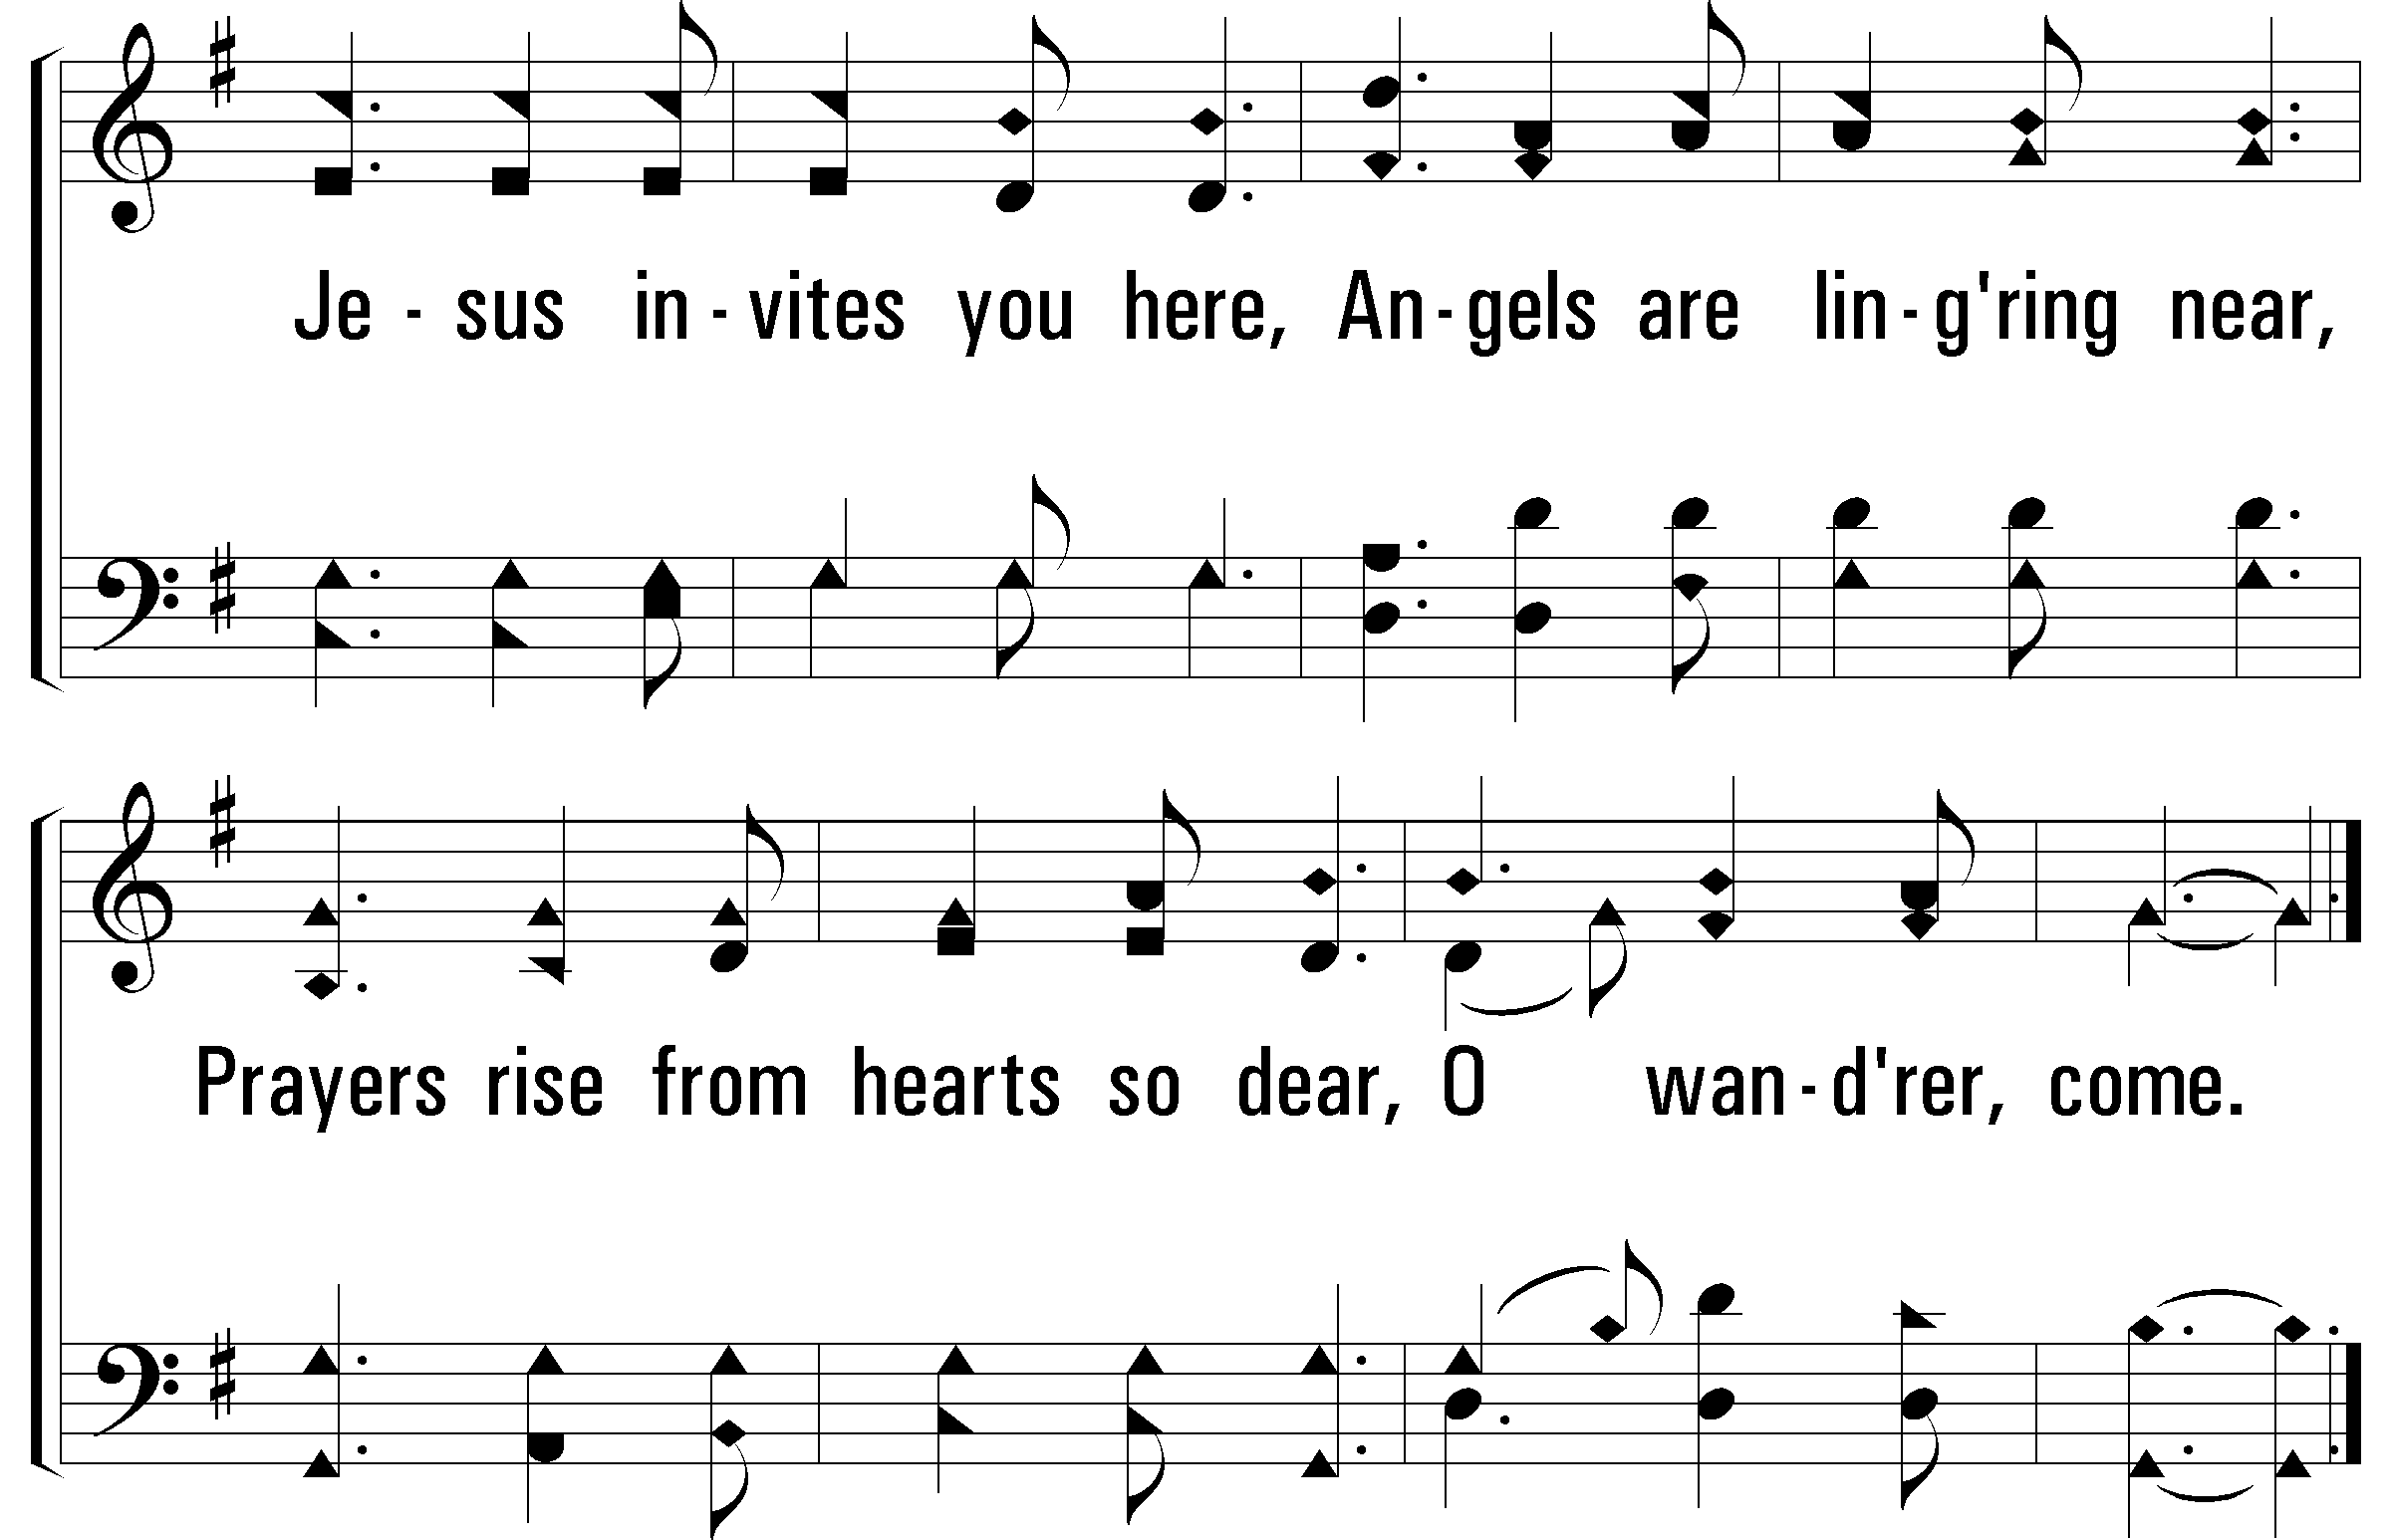 Je - sus in - vites you here, An - gels are lin - g'ring near,
Prayers rise from hearts so dear, O wan - d'rer, come.